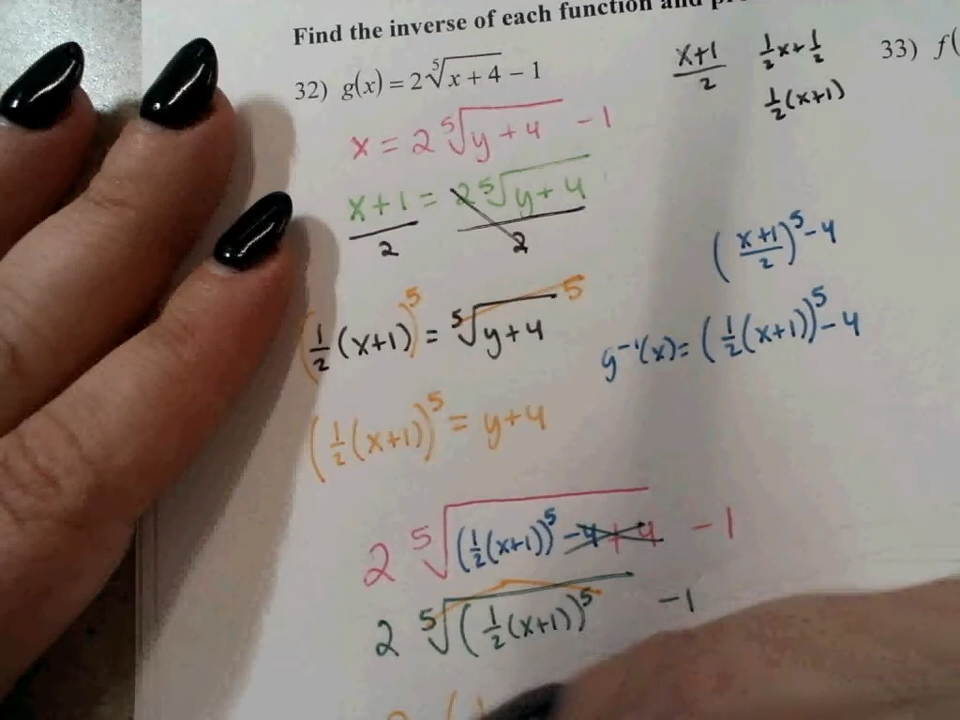 Find the inverse of each function and
32) g(x) = 2⁵√(x + 4) − 1
x+1/2 1/2x+1/2
33) f(
1/2(x+1)
x = 2⁵√(y+4) − 1
x+1/2 = 2⁵√(y+4)/2
(x+1/2)⁵−4
(1/2(x+1))⁵ = ⁵√(y+4)⁵
g⁻¹(x) = (1/2(x+1))⁵−4
(1/2(x+1))⁵ = y+4
2 ⁵√((1/2(x+1))⁵ −4+4) −1
2 ⁵√((1/2(x+1))⁵) −1